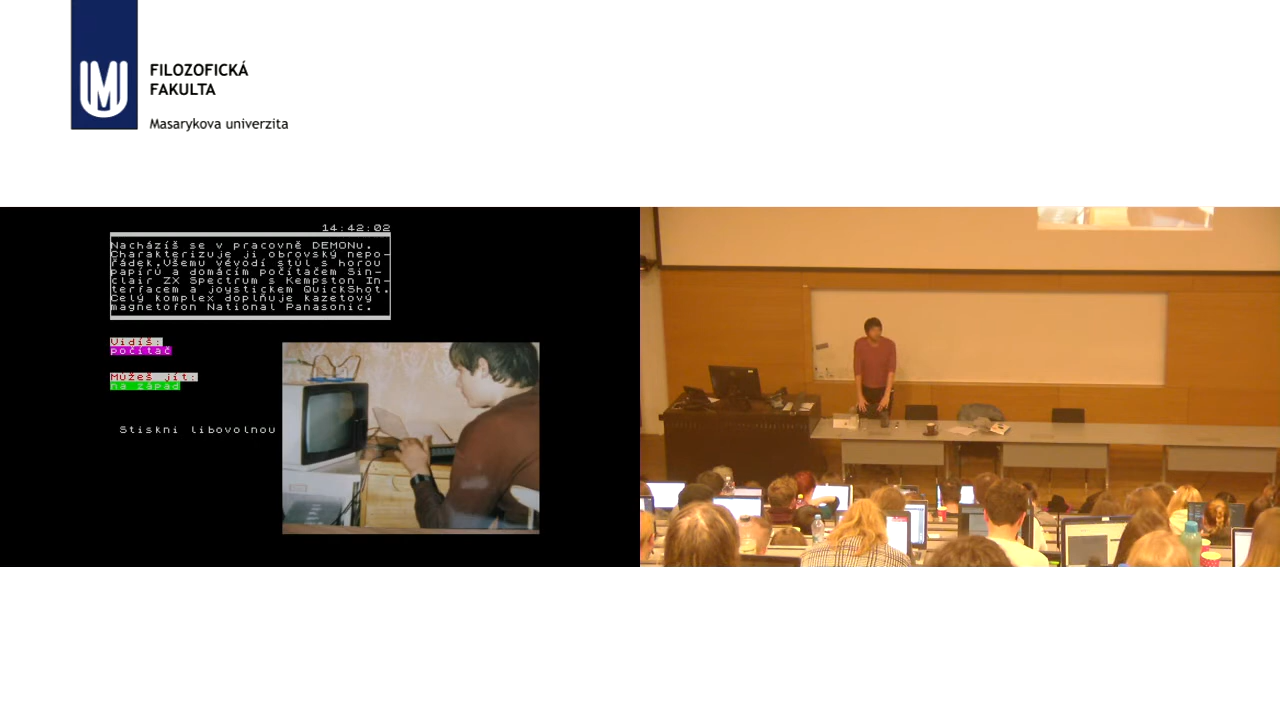 FILOZOFICKÁ
FAKULTA
Masarykova univerzita
14:42:02
Nacházíš se v pracovně DEMONu.
Charakterizuje ji obrovský nepo-
řádek.Všemu vévodí stůl s horou
papírů a domácím počítačem Sin-
clair ZX Spectrum s Kempston In-
terfacem a joystickem QuickShot.
Celý komplex doplňuje kazetový
magnetofon National Panasonic.
Vidíš:
počítač
Můžeš jít:
na západ
Stiskni libovolnou